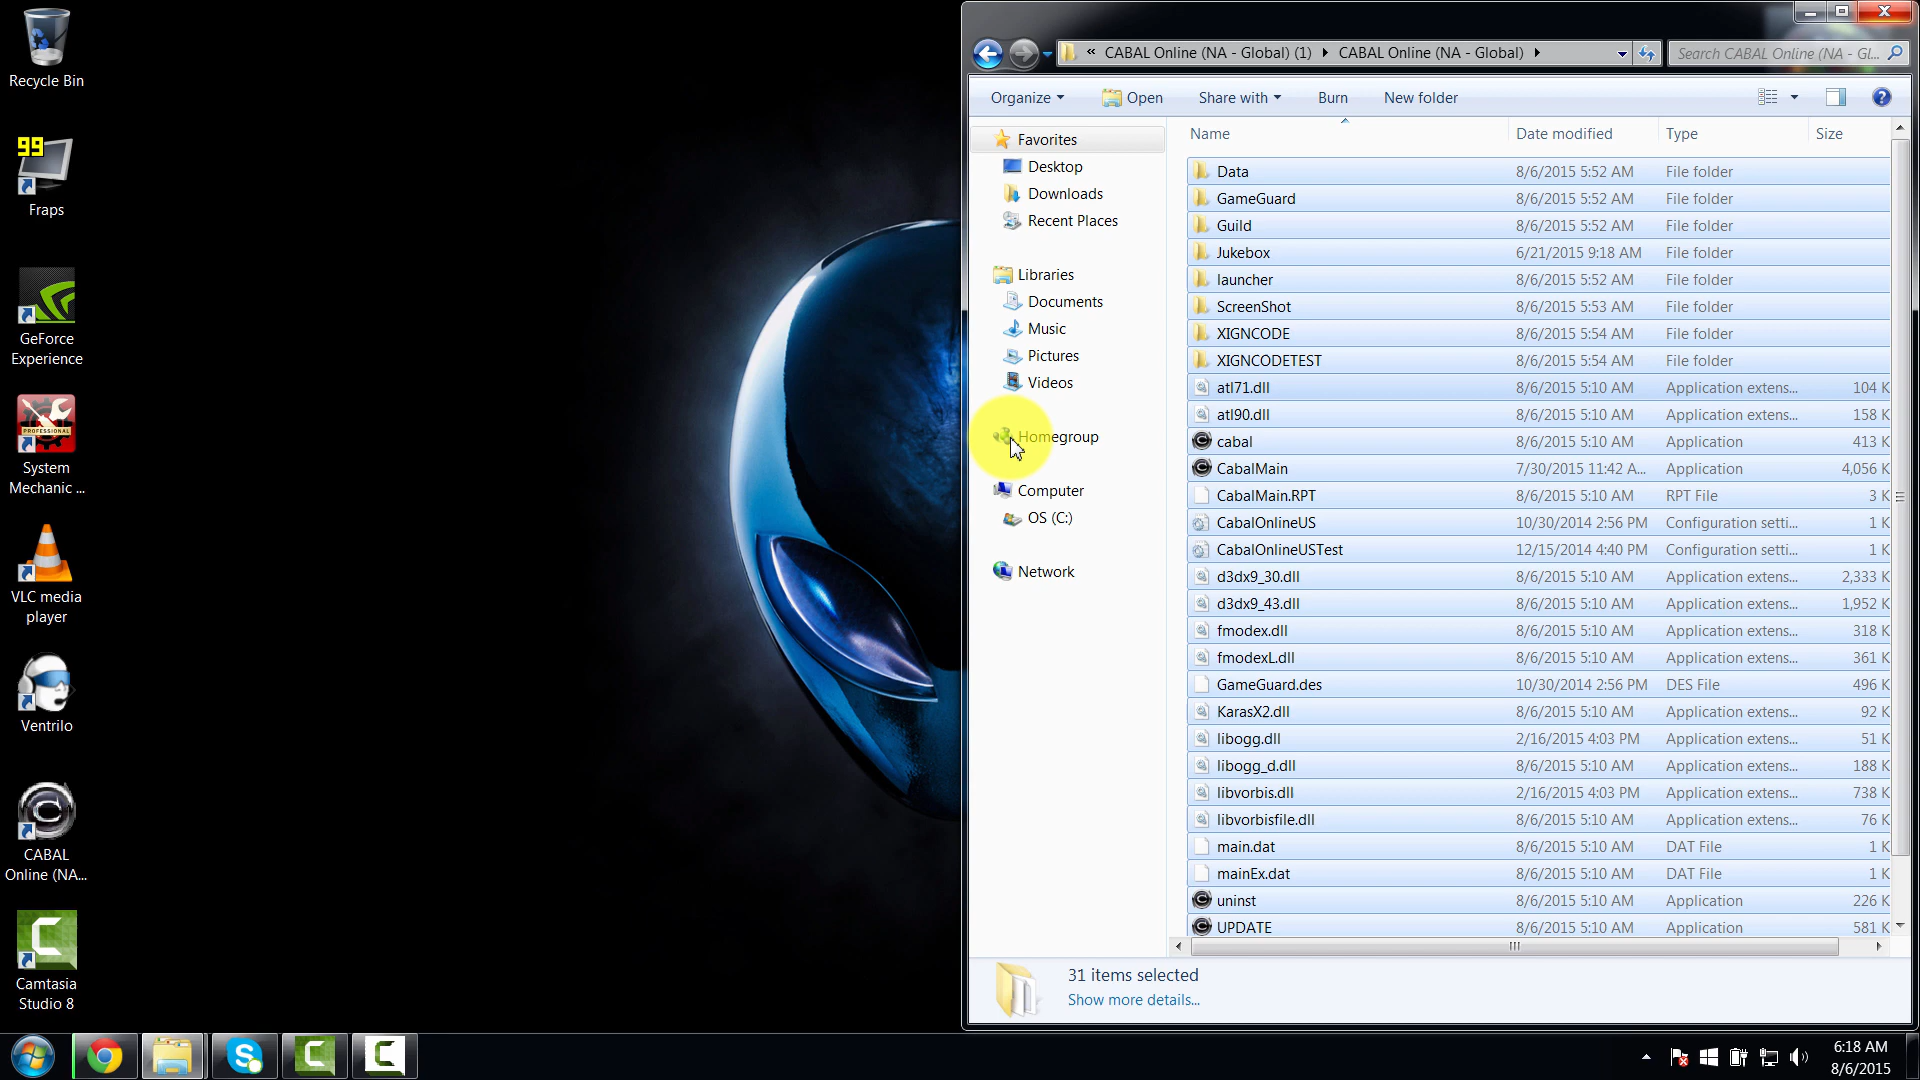 Recycle Bin
99
Fraps
GeForce
Experience
PROFESSIONAL
System
Mechanic ...
VLC media
player
Ventrilo
CABAL
Online (NA...
Camtasia
Studio 8
« CABAL Online (NA - Global) (1) CABAL Online (NA - Global)
Search CABAL Online (NA - Gl...
Organize Open Share with Burn New folder
Favorites
Desktop
Downloads
Recent Places
Libraries
Documents
Music
Pictures
Videos
Homegroup
Computer
OS (C:)
Network
Name Date modified Type Size
Data 8/6/2015 5:52 AM File folder
GameGuard 8/6/2015 5:52 AM File folder
Guild 8/6/2015 5:52 AM File folder
Jukebox 6/21/2015 9:18 AM File folder
launcher 8/6/2015 5:52 AM File folder
ScreenShot 8/6/2015 5:53 AM File folder
XIGNCODE 8/6/2015 5:54 AM File folder
XIGNCODETEST 8/6/2015 5:54 AM File folder
atl71.dll 8/6/2015 5:10 AM Application extens... 104 K
atl90.dll 8/6/2015 5:10 AM Application extens... 158 K
cabal 8/6/2015 5:10 AM Application 413 K
CabalMain 7/30/2015 11:42 A... Application 4,056 K
CabalMain.RPT 8/6/2015 5:10 AM RPT File 3 K
CabalOnlineUS 10/30/2014 2:56 PM Configuration setti... 1 K
CabalOnlineUSTest 12/15/2014 4:40 PM Configuration setti... 1 K
d3dx9_30.dll 8/6/2015 5:10 AM Application extens... 2,333 K
d3dx9_43.dll 8/6/2015 5:10 AM Application extens... 1,952 K
fmodex.dll 8/6/2015 5:10 AM Application extens... 318 K
fmodexL.dll 8/6/2015 5:10 AM Application extens... 361 K
GameGuard.des 10/30/2014 2:56 PM DES File 496 K
KarasX2.dll 8/6/2015 5:10 AM Application extens... 92 K
libogg.dll 2/16/2015 4:03 PM Application extens... 51 K
libogg_d.dll 8/6/2015 5:10 AM Application extens... 188 K
libvorbis.dll 2/16/2015 4:03 PM Application extens... 738 K
libvorbisfile.dll 8/6/2015 5:10 AM Application extens... 76 K
main.dat 8/6/2015 5:10 AM DAT File 1 K
mainEx.dat 8/6/2015 5:10 AM DAT File 1 K
uninst 8/6/2015 5:10 AM Application 226 K
UPDATE 8/6/2015 5:10 AM Application 581 K
31 items selected
Show more details...
6:18 AM
8/6/2015